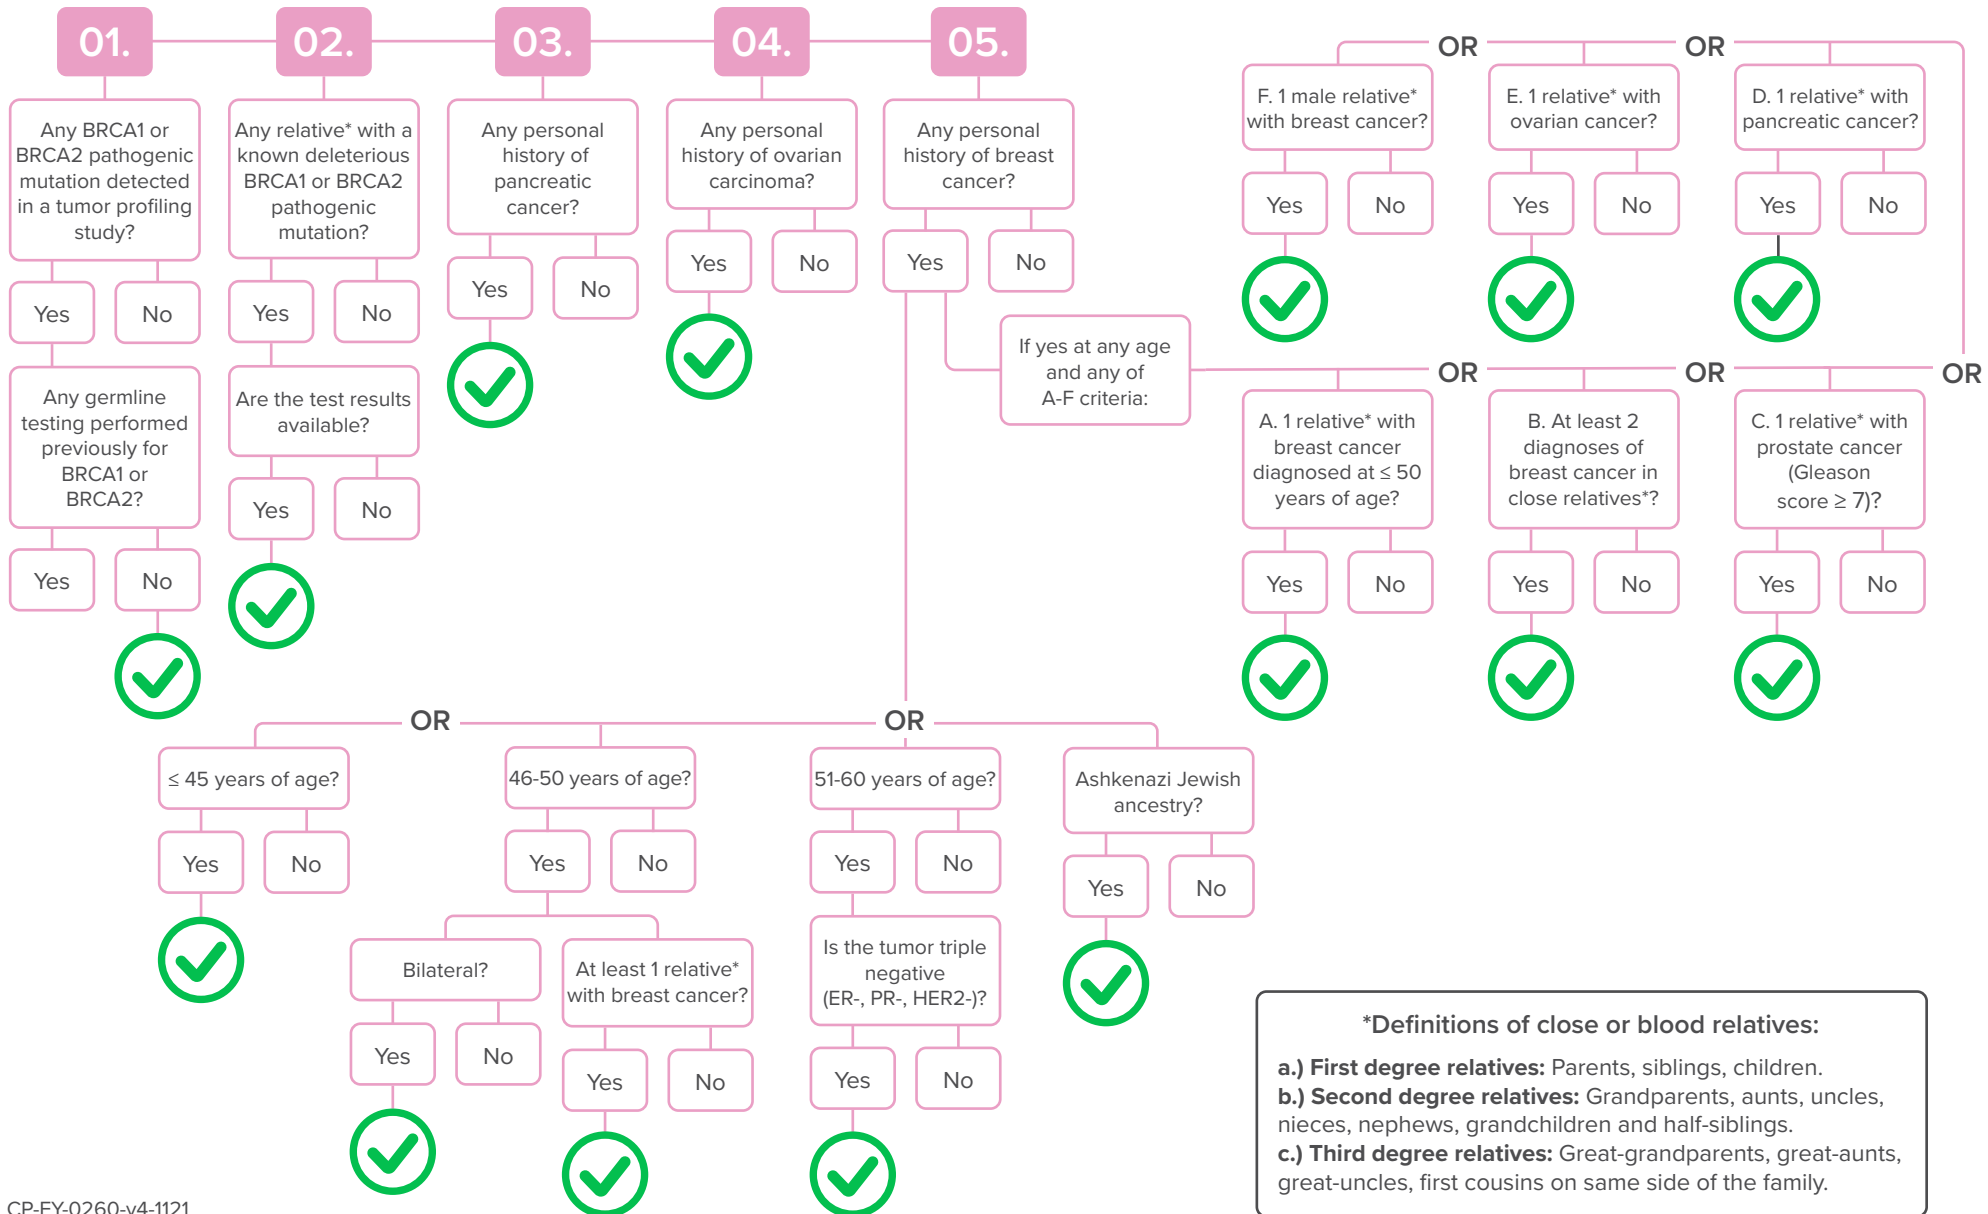 01.
02.
03.
04.
05.
Any BRCA1 or
BRCA2 pathogenic
mutation detected
in a tumor profiling
study?
Yes
No
Any germline
testing performed
previously for
BRCA1 or
BRCA2?
Yes
No
Any relative* with a
known deleterious
BRCA1 or BRCA2
pathogenic
mutation?
Yes
No
Are the test results
available?
Yes
No
Any personal
history of
pancreatic
cancer?
Yes
No
Any personal
history of ovarian
carcinoma?
Yes
No
Any personal
history of breast
cancer?
Yes
No
If yes at any age
and any of
A-F criteria:
OR
OR
F. 1 male relative*
with breast cancer?
Yes
No
E. 1 relative* with
ovarian cancer?
Yes
No
D. 1 relative* with
pancreatic cancer?
Yes
No
OR
OR
OR
A. 1 relative* with
breast cancer
diagnosed at ≤ 50
years of age?
Yes
No
B. At least 2
diagnoses of
breast cancer in
close relatives*?
Yes
No
C. 1 relative* with
prostate cancer
(Gleason
score ≥ 7)?
Yes
No
OR
OR
≤ 45 years of age?
Yes
No
46-50 years of age?
Yes
No
Bilateral?
Yes
No
At least 1 relative*
with breast cancer?
Yes
No
51-60 years of age?
Yes
No
Is the tumor triple
negative
(ER-, PR-, HER2-)?
Yes
No
Ashkenazi Jewish
ancestry?
Yes
No
*Definitions of close or blood relatives:
a.) First degree relatives: Parents, siblings, children.
b.) Second degree relatives: Grandparents, aunts, uncles,
nieces, nephews, grandchildren and half-siblings.
c.) Third degree relatives: Great-grandparents, great-aunts,
great-uncles, first cousins on same side of the family.
CP-EY-0260-v4-1121